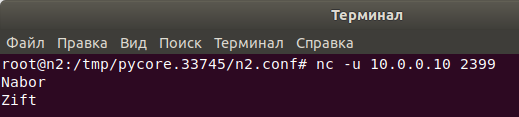 Терминал
Файл Правка Вид Поиск Терминал Справка
root@n2:/tmp/pycore.33745/n2.conf# nc -u 10.0.0.10 2399
Nabor
Zift